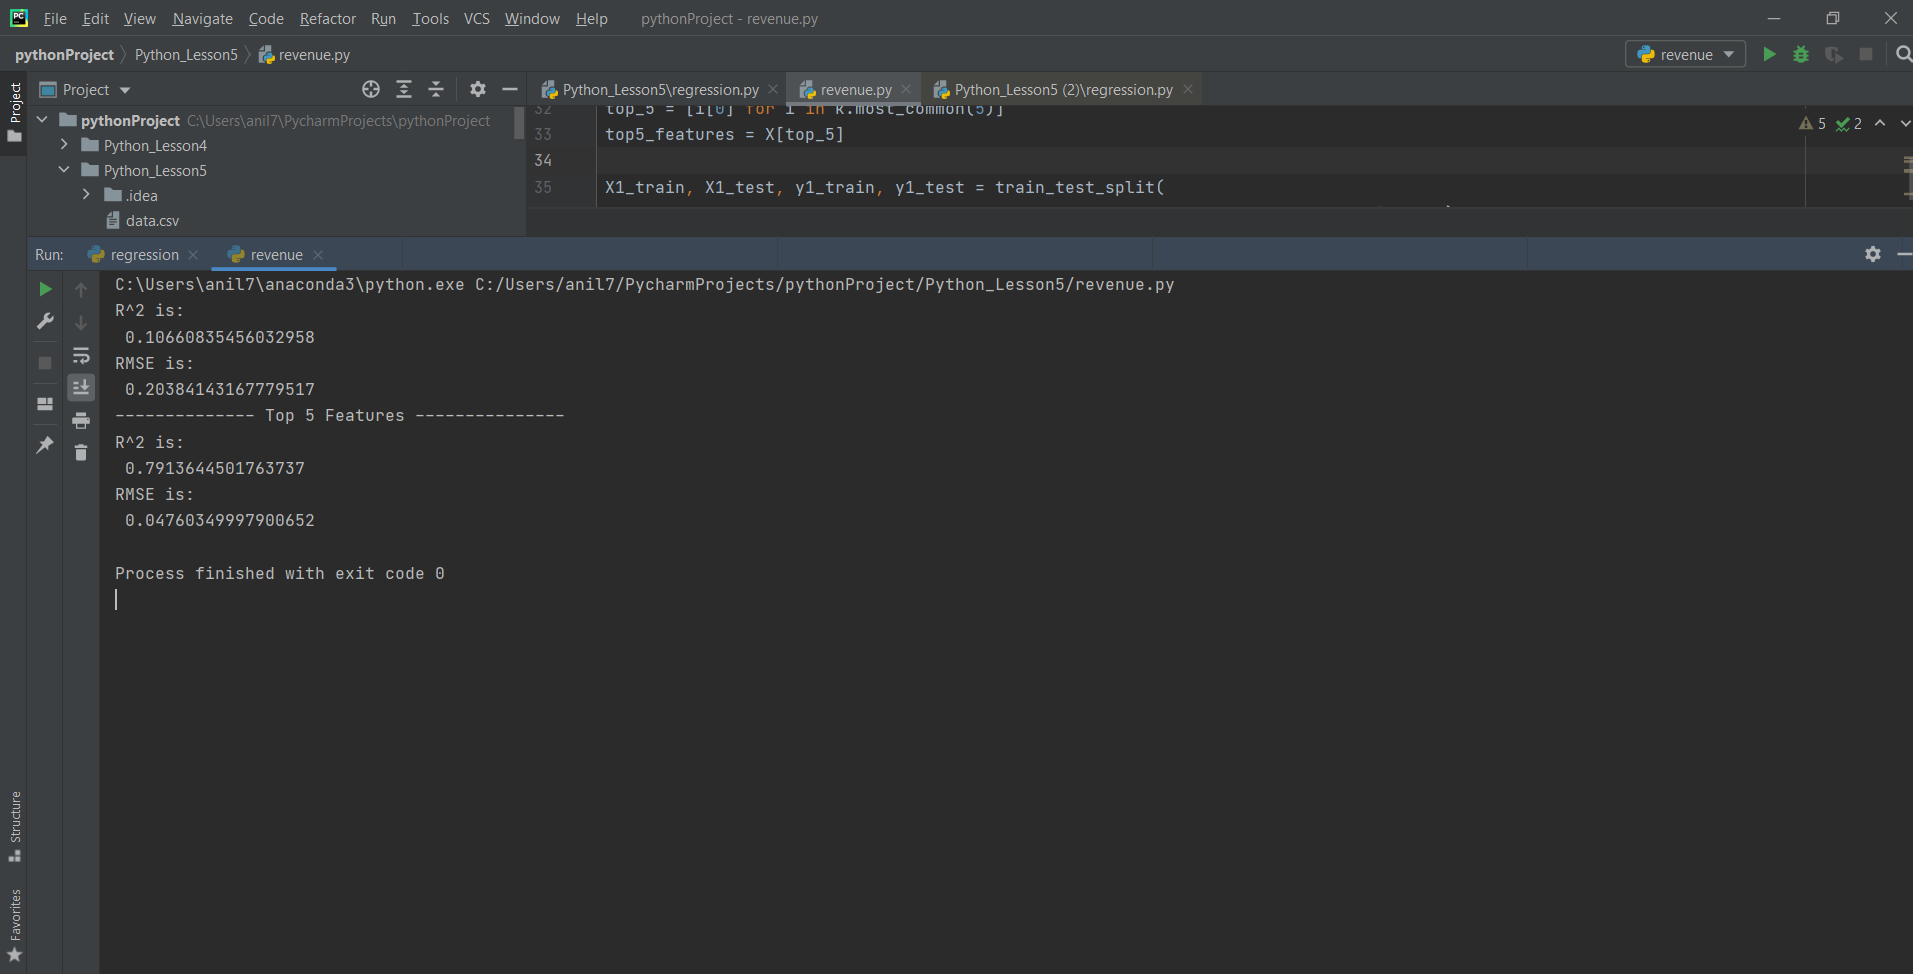 PC File Edit View Navigate Code Refactor Run Tools VCS Window Help pythonProject - revenue.py
pythonProject Python_Lesson5 revenue.py revenue
Project
Project Python_Lesson5\regression.py revenue.py Python_Lesson5 (2)\regression.py
pythonProject C:\Users\anil7\PycharmProjects\pythonProject
Python_Lesson4
Python_Lesson5
.idea
data.csv
32 top_5 = [i[0] for i in k.most_common(5)]
33 top5_features = X[top_5]
34
35 X1_train, X1_test, y1_train, y1_test = train_test_split(
5 2
Run: regression revenue
C:\Users\anil7\anaconda3\python.exe C:/Users/anil7/PycharmProjects/pythonProject/Python_Lesson5/revenue.py
R^2 is:
0.10660835456032958
RMSE is:
0.20384143167779517
-------------- Top 5 Features ---------------
R^2 is:
0.7913644501763737
RMSE is:
0.04760349997900652
Process finished with exit code 0
Structure
Favorites